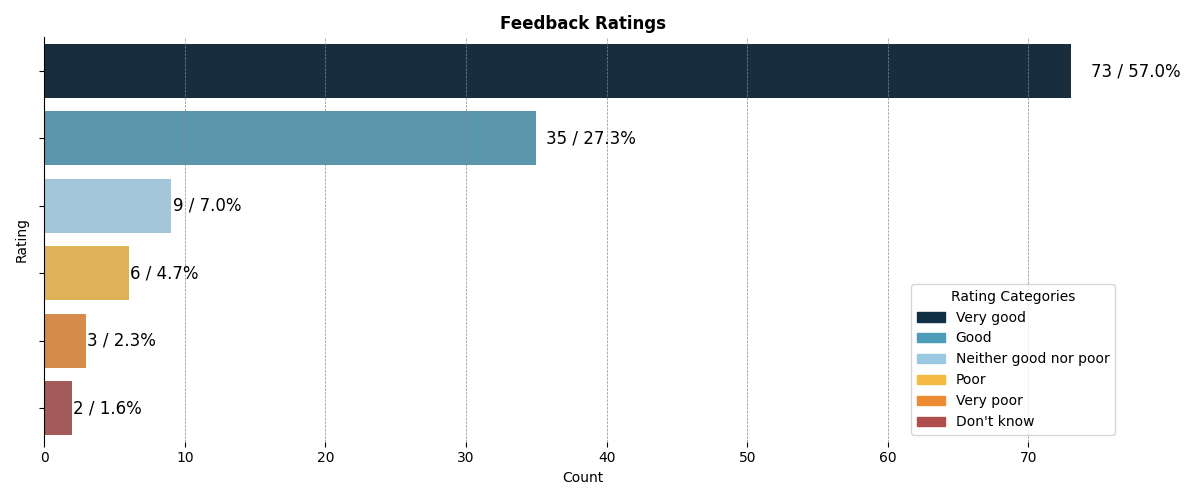 Feedback Ratings
73 / 57.0%
35 / 27.3%
9 / 7.0%
6 / 4.7%
3 / 2.3%
2 / 1.6%
Rating
Rating Categories
Very good
Good
Neither good nor poor
Poor
Very poor
Don't know
0 10 20 30 40 50 60 70
Count